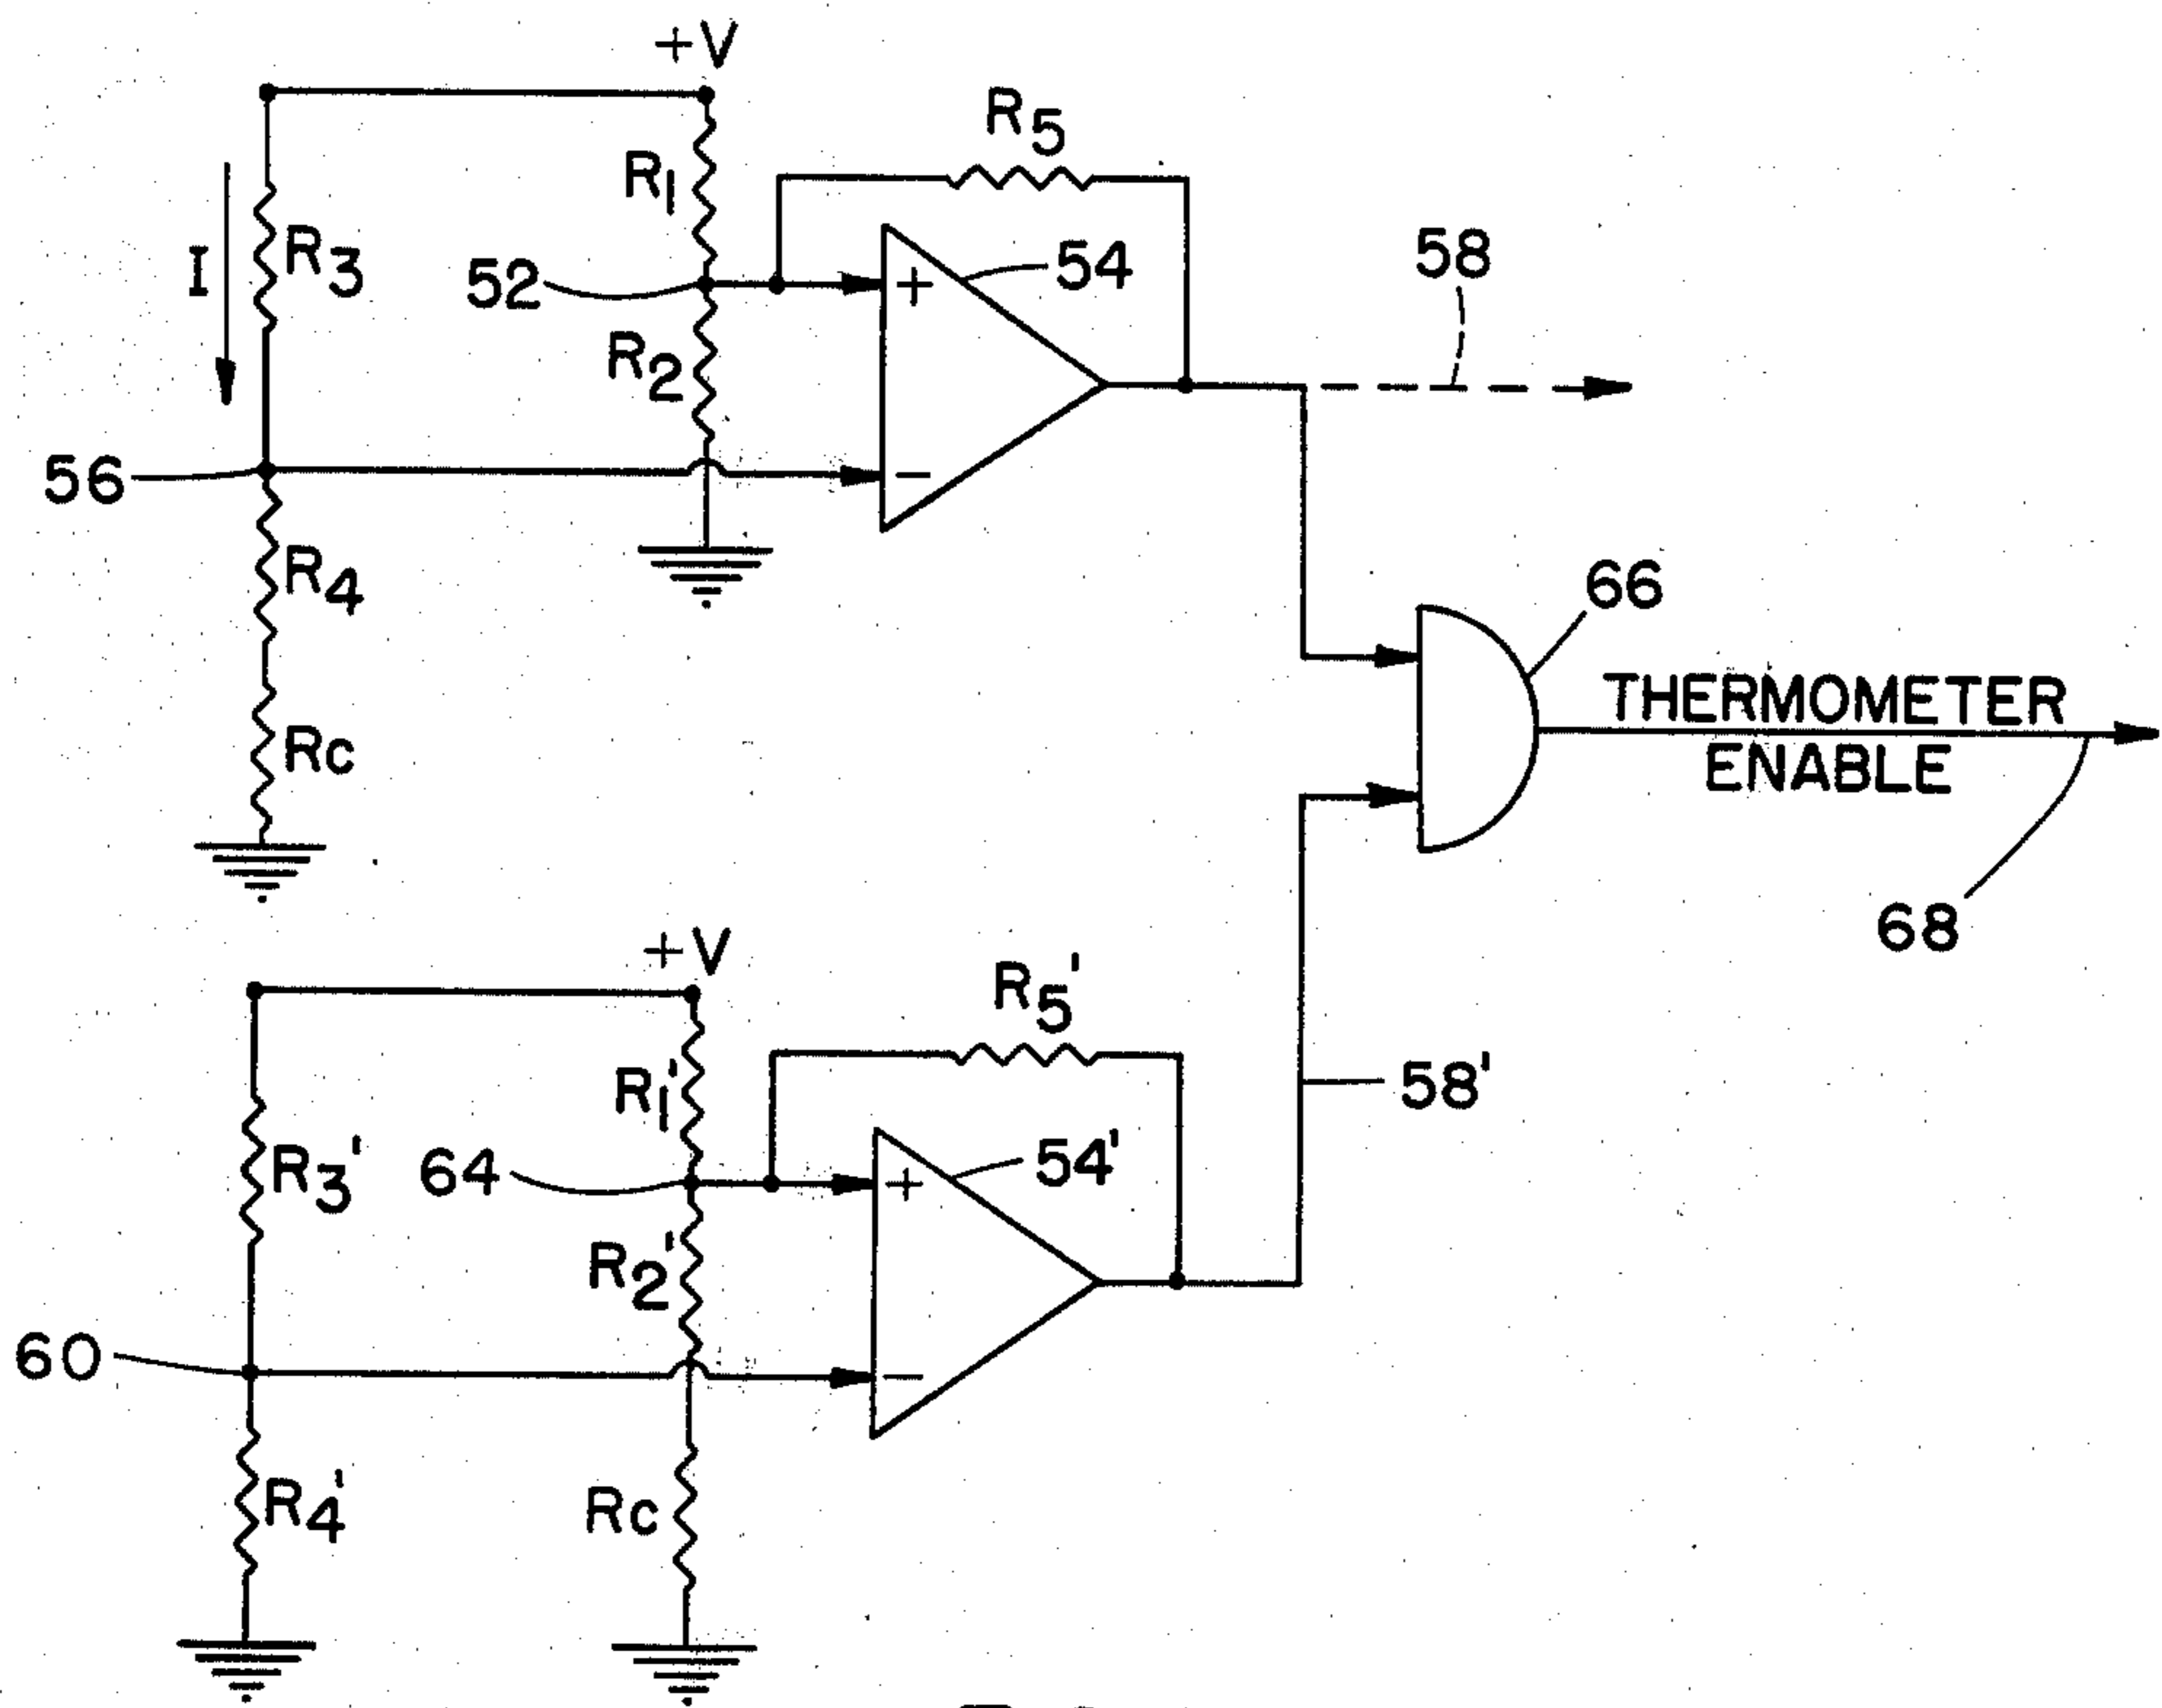 +V
R5
R1
I
R3
52
+
54
58
R2
56
−
R4
66
Rc
THERMOMETER
ENABLE
68
+V
R5'
R1'
58'
R3'
64
+
54'
R2'
60
−
R4'
Rc